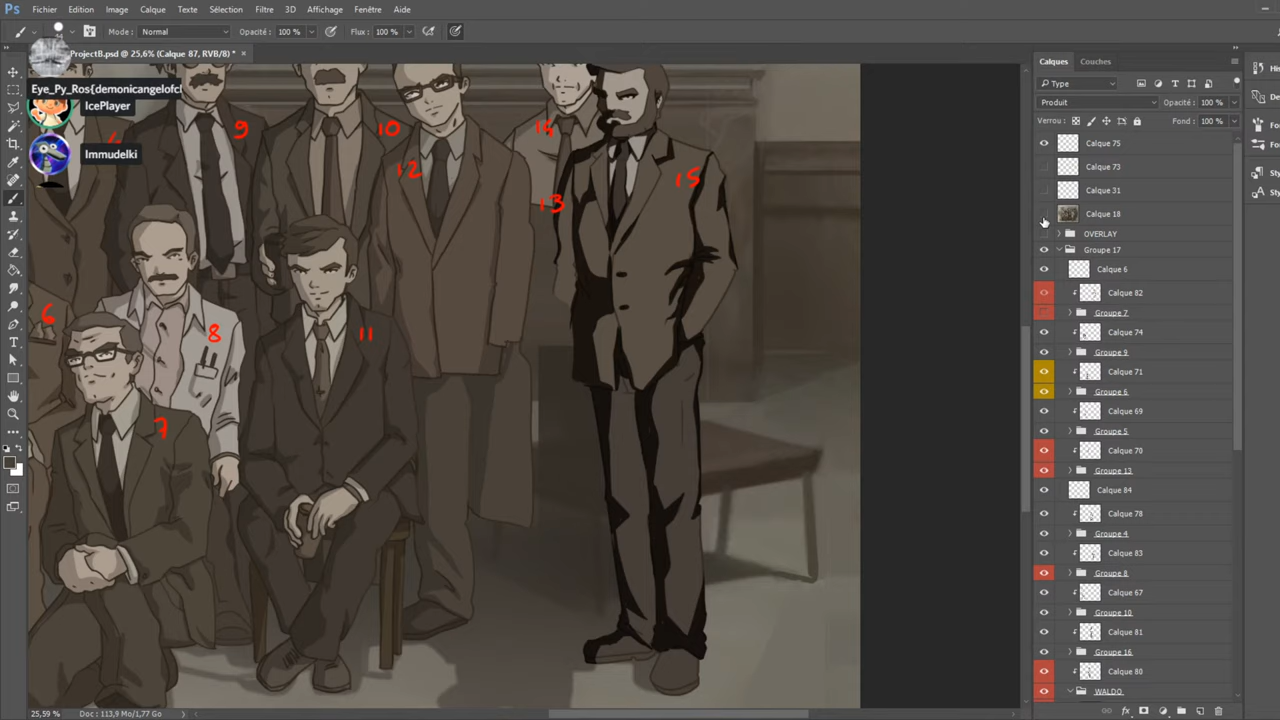 Ps Fichier Edition Image Calque Texte Sélection Filtre 3D Affichage Fenêtre Aide
Mode : Normal Opacité : 100 % Flux : 100 %
ProjectB.psd @ 25,6% (Calque 87, RVB/8) * ×
Calques Couches
Type
Eye_Py_Ros{demonicangelofcl
IcePlayer
Produit Opacité : 100 %
Verrou : Fond : 100 %
Immudelki
Calque 75
Calque 73
Calque 31
Calque 18
OVERLAY
Groupe 17
Calque 6
Calque 82
Groupe 7
Calque 74
Groupe 9
Calque 71
Groupe 6
Calque 69
Groupe 5
Calque 70
Groupe 13
Calque 84
Calque 78
Groupe 4
Calque 83
Groupe 8
Calque 67
Groupe 10
Calque 81
Groupe 16
Calque 80
WALDO
9
10
12
14
13
15
6
8
11
7
25,59 % Doc : 113,9 Mo/1,77 Go